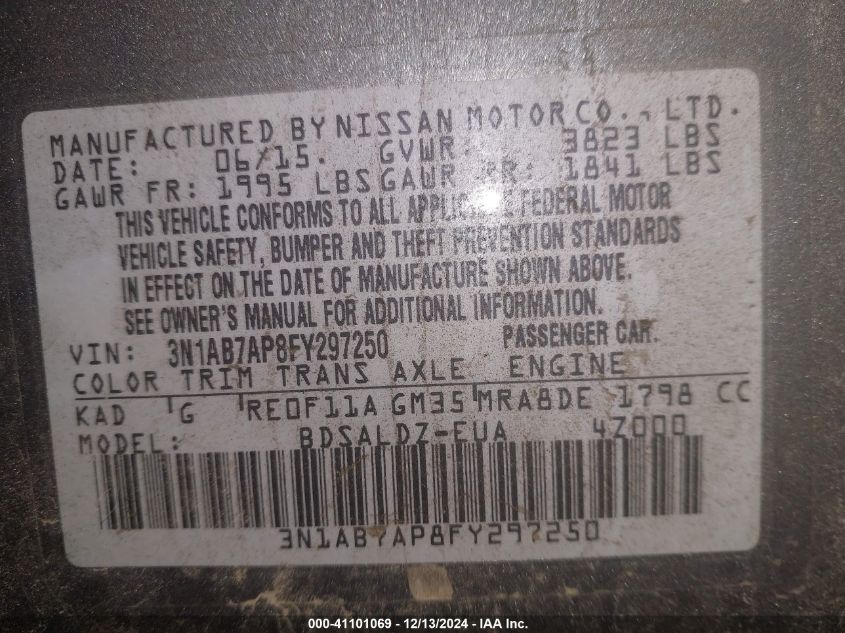 MANUFACTURED BY NISSAN MOTOR CO., LTD.
DATE: 06/15. GVWR: 3823 LBS
GAWR FR: 1995 LBS GAWR RR: 1841 LBS
THIS VEHICLE CONFORMS TO ALL APPLICABLE FEDERAL MOTOR
VEHICLE SAFETY, BUMPER AND THEFT PREVENTION STANDARDS
IN EFFECT ON THE DATE OF MANUFACTURE SHOWN ABOVE.
SEE OWNER'S MANUAL FOR ADDITIONAL INFORMATION.
VIN: 3N1AB7AP8FY297250 PASSENGER CAR.
COLOR TRIM TRANS AXLE ENGINE
KAD G RE0F11A GM35 MRA8DE 1798 CC
MODEL: BDSALDZ-EUA 4Z000
3N1AB7AP8FY297250
000-41101069 - 12/13/2024 - IAA Inc.